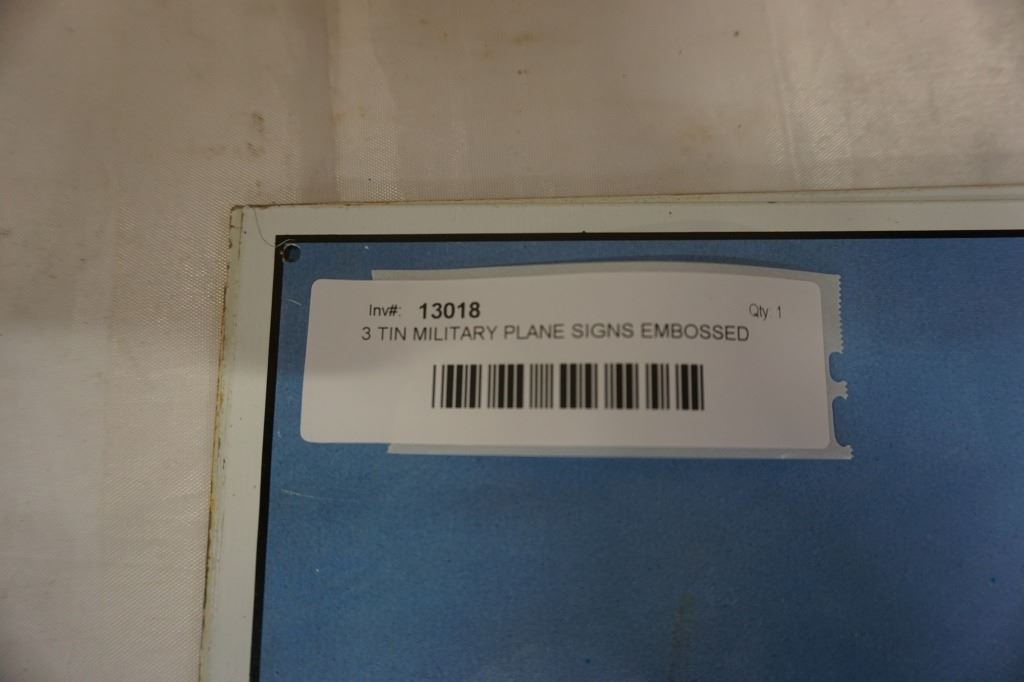 Inv#: 13018 Qty: 1
3 TIN MILITARY PLANE SIGNS EMBOSSED